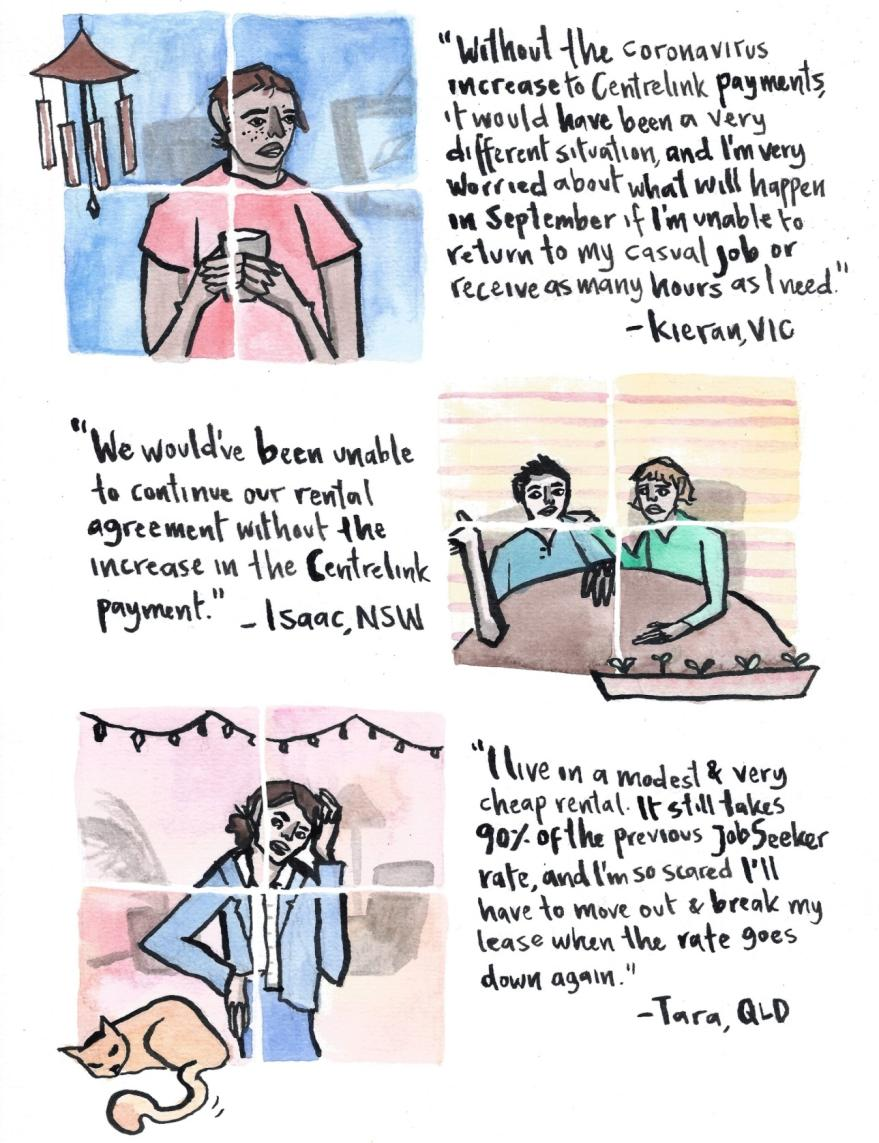 "Without the coronavirus
increase to Centrelink payments,
it would have been a very
different situation, and I'm very
worried about what will happen
in September if I'm unable to
return to my casual job or
receive as many hours as I need."
-Kieran, VIC
"We would've been unable
to continue our rental
agreement without the
increase in the Centrelink
payment." - Isaac, NSW
"I live in a modest & very
cheap rental. It still takes
90% of the previous JobSeeker
rate, and I'm so scared I'll
have to move out & break my
lease when the rate goes
down again."
-Tara, QLD